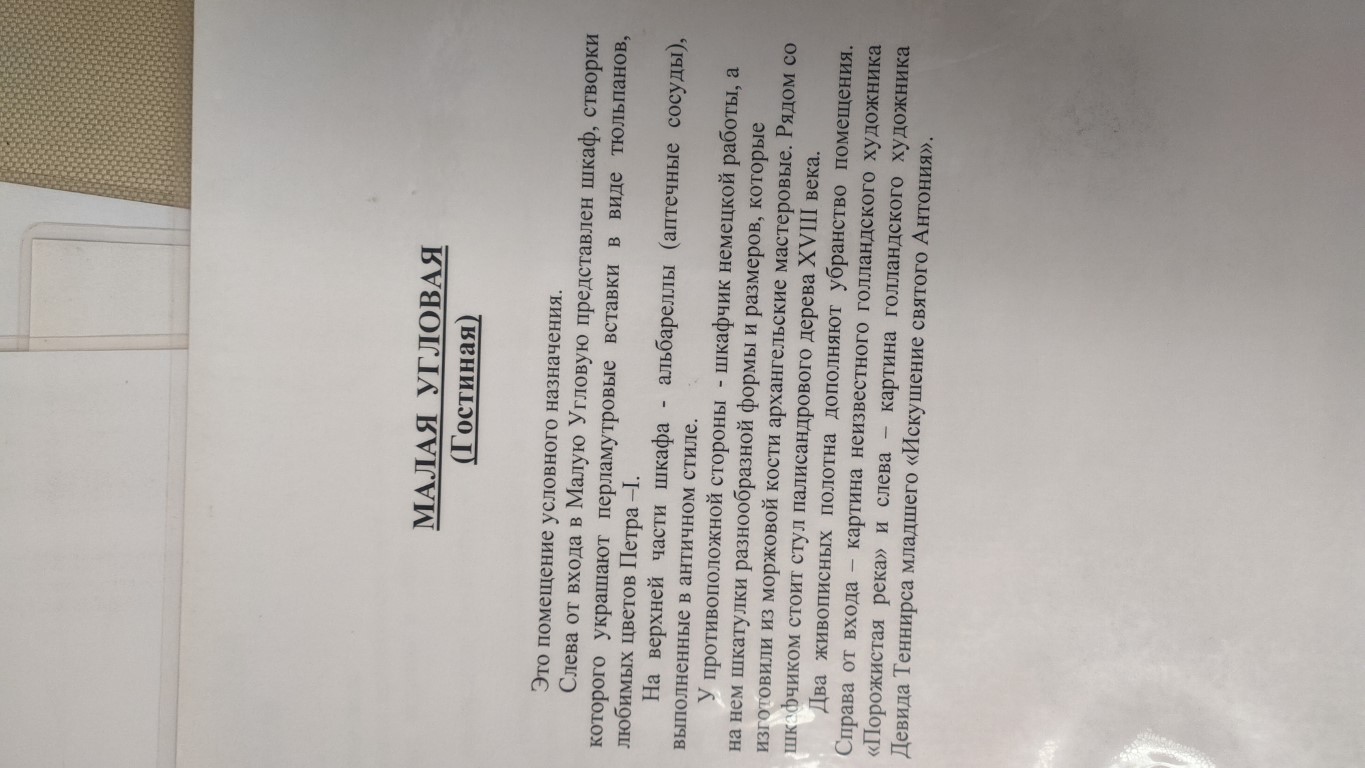 МАЛАЯ УГЛОВАЯ
(Гостиная)
Это помещение условного назначения.
Слева от входа в Малую Угловую представлен шкаф, створки
которого украшают перламутровые вставки в виде тюльпанов,
любимых цветов Петра –I.
На верхней части шкафа - альбареллы (аптечные сосуды),
выполненные в античном стиле.
У противоположной стороны - шкафчик немецкой работы, а
на нем шкатулки разнообразной формы и размеров, которые
изготовили из моржовой кости архангельские мастеровые. Рядом со
шкафчиком стоит стул палисандрового дерева XVIII века.
Два живописных полотна дополняют убранство помещения.
Справа от входа – картина неизвестного голландского художника
«Порожистая река» и слева – картина голландского художника
Девида Теннирса младшего «Искушение святого Антония».